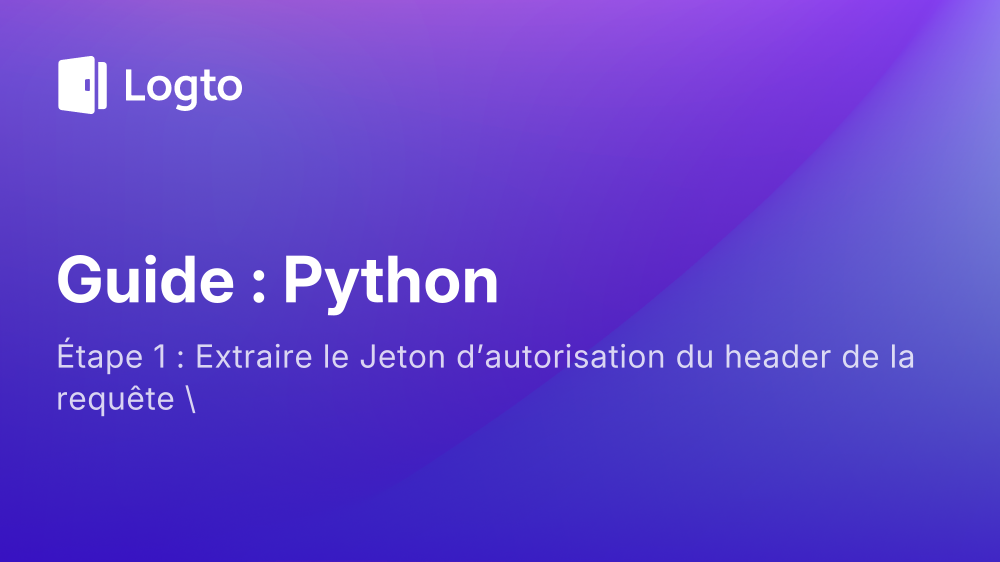 Logto
Guide : Python
Étape 1 : Extraire le Jeton d’autorisation du header de la
requête \